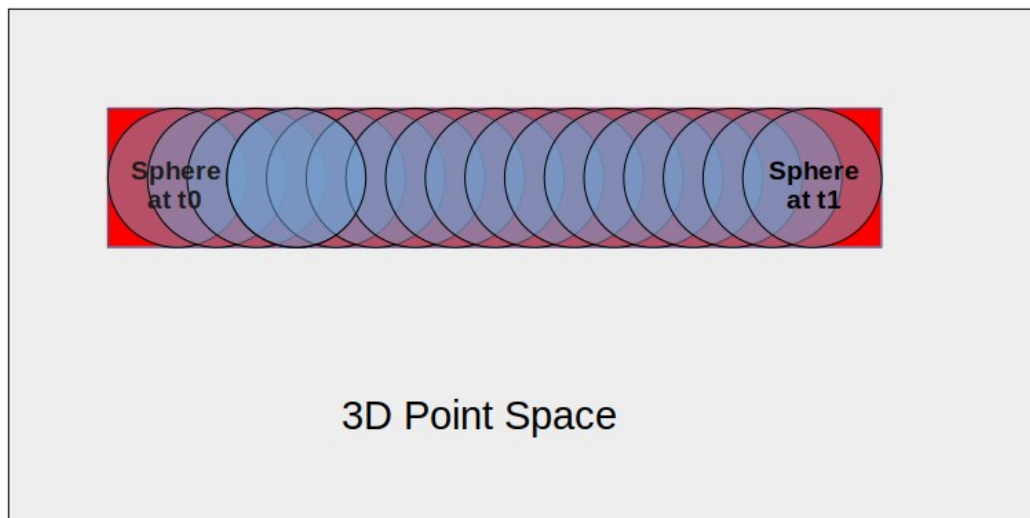 Sphere
at t0
Sphere
at t1
3D Point Space